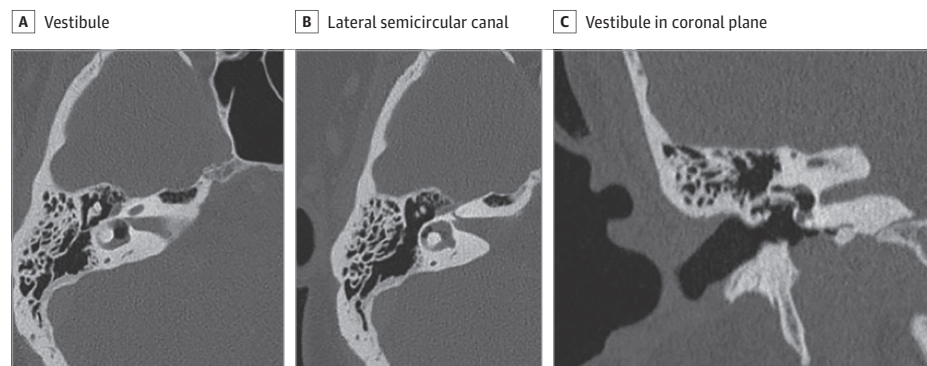 A Vestibule
B Lateral semicircular canal
C Vestibule in coronal plane